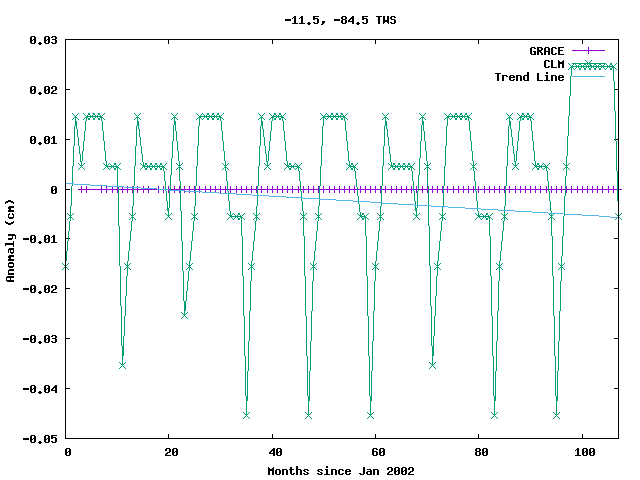 -11.5, -84.5 TWS
GRACE
CLM
Trend Line
0.03
0.02
0.01
0
-0.01
-0.02
-0.03
-0.04
-0.05
Anomaly (cm)
0 20 40 60 80 100
Months since Jan 2002